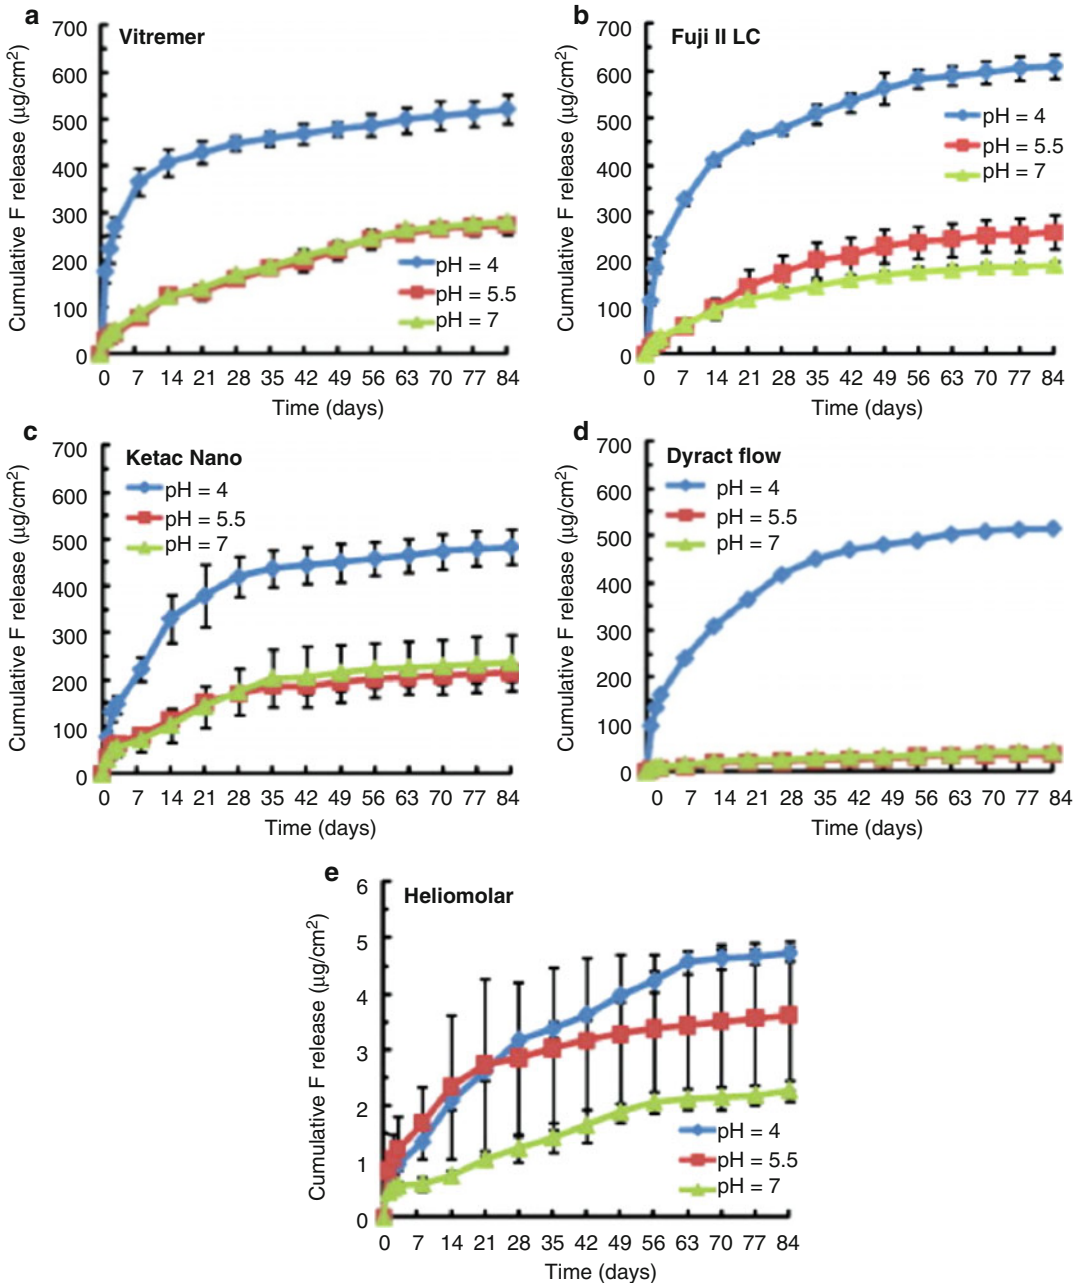 a
Vitremer
Cumulative F release (µg/cm²)
700
600
500
400
300
200
100
0
pH = 4
pH = 5.5
pH = 7
0 7 14 21 28 35 42 49 56 63 70 77 84
Time (days)
b
Fuji II LC
Cumulative F release (µg/cm²)
700
600
500
400
300
200
100
0
pH = 4
pH = 5.5
pH = 7
0 7 14 21 28 35 42 49 56 63 70 77 84
Time (days)
c
Ketac Nano
Cumulative F release (µg/cm²)
700
600
500
400
300
200
100
0
pH = 4
pH = 5.5
pH = 7
0 7 14 21 28 35 42 49 56 63 70 77 84
Time (days)
d
Dyract flow
Cumulative F release (µg/cm²)
700
600
500
400
300
200
100
0
pH = 4
pH = 5.5
pH = 7
0 7 14 21 28 35 42 49 56 63 70 77 84
Time (days)
e
Heliomolar
Cumulative F release (µg/cm²)
6
5
4
3
2
1
0
pH = 4
pH = 5.5
pH = 7
0 7 14 21 28 35 42 49 56 63 70 77 84
Time (days)